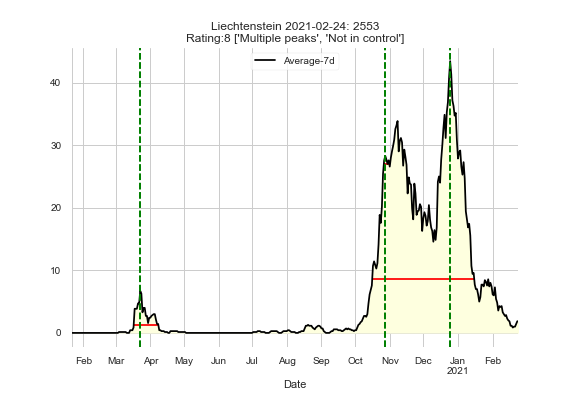 Liechtenstein 2021-02-24: 2553
Rating:8 ['Multiple peaks', 'Not in control']
Average-7d
40
30
20
10
0
Feb Mar Apr May Jun Jul Aug Sep Oct Nov Dec Jan Feb
2021
Date